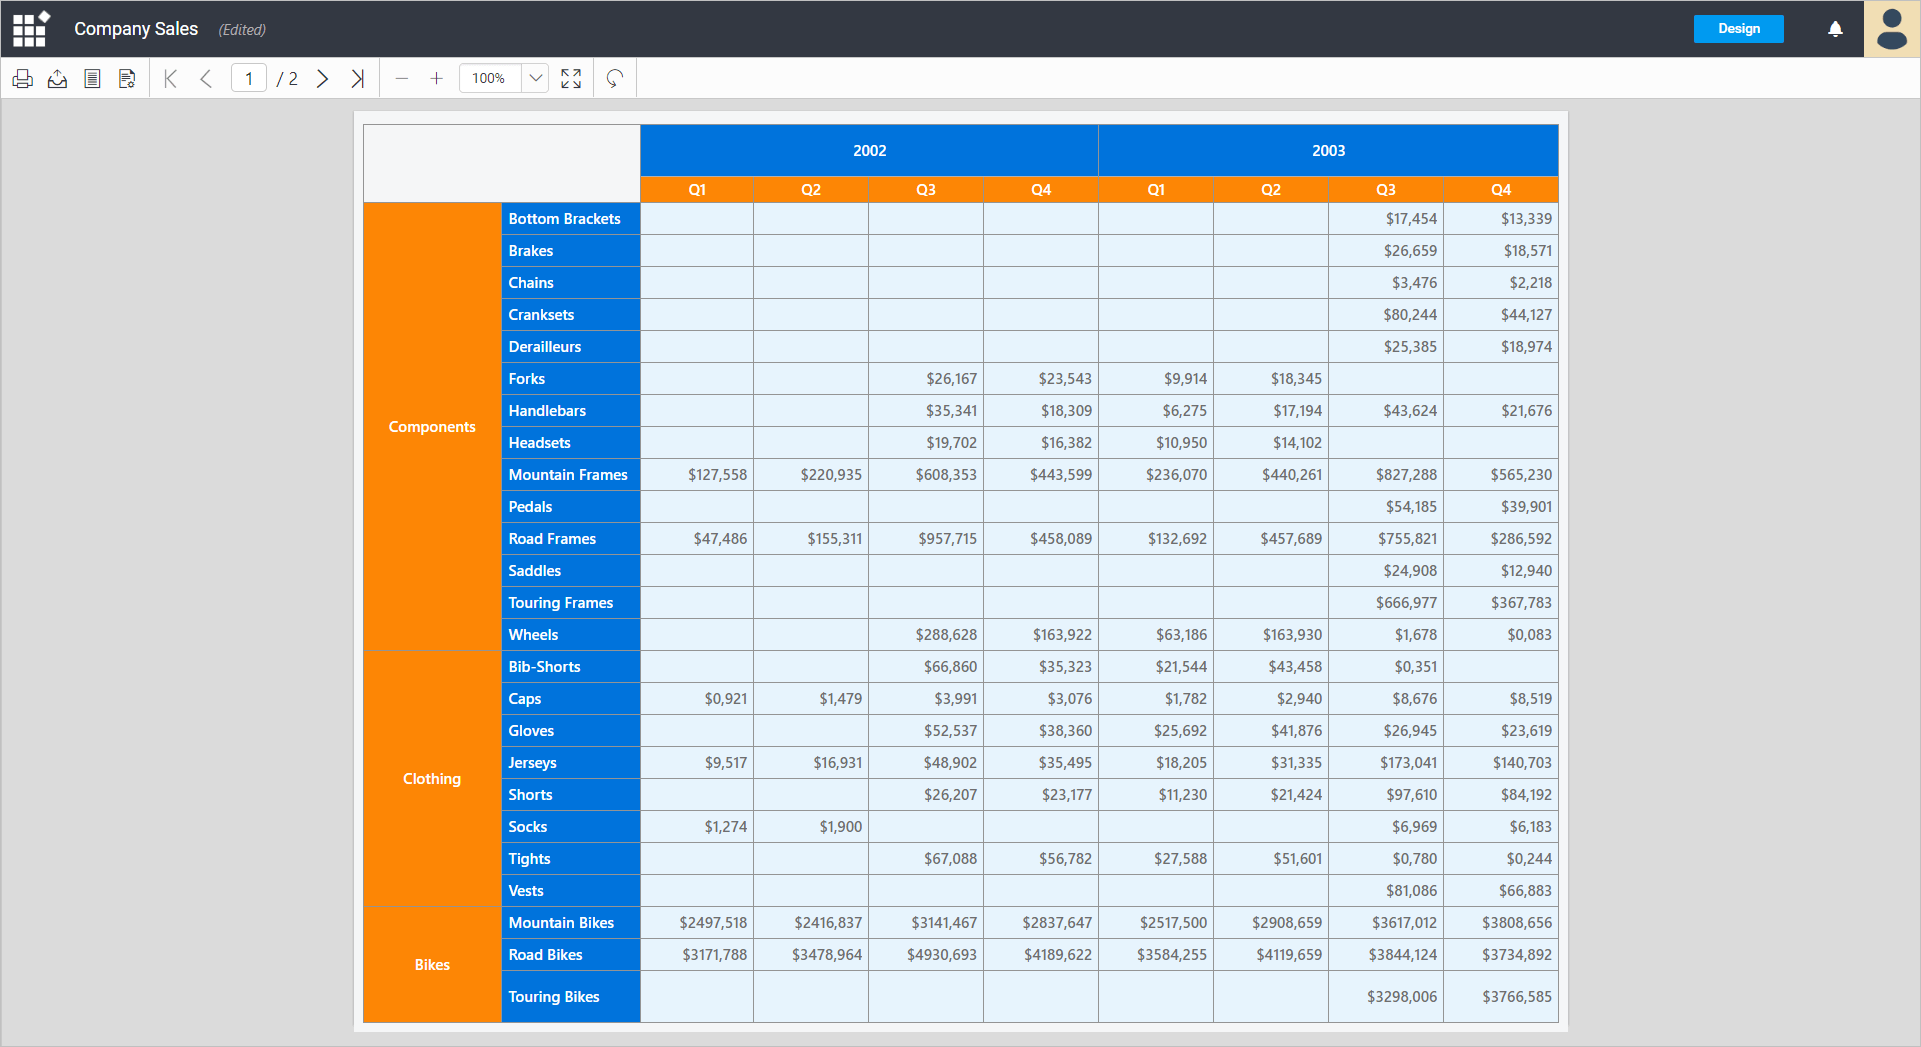 Company Sales (Edited) Design
1 / 2 100%
2002 2003
Q1 Q2 Q3 Q4 Q1 Q2 Q3 Q4
Components
Bottom Brackets $17,454 $13,339
Brakes $26,659 $18,571
Chains $3,476 $2,218
Cranksets $80,244 $44,127
Derailleurs $25,385 $18,974
Forks $26,167 $23,543 $9,914 $18,345
Handlebars $35,341 $18,309 $6,275 $17,194 $43,624 $21,676
Headsets $19,702 $16,382 $10,950 $14,102
Mountain Frames $127,558 $220,935 $608,353 $443,599 $236,070 $440,261 $827,288 $565,230
Pedals $54,185 $39,901
Road Frames $47,486 $155,311 $957,715 $458,089 $132,692 $457,689 $755,821 $286,592
Saddles $24,908 $12,940
Touring Frames $666,977 $367,783
Wheels $288,628 $163,922 $63,186 $163,930 $1,678 $0,083
Clothing
Bib-Shorts $66,860 $35,323 $21,544 $43,458 $0,351
Caps $0,921 $1,479 $3,991 $3,076 $1,782 $2,940 $8,676 $8,519
Gloves $52,537 $38,360 $25,692 $41,876 $26,945 $23,619
Jerseys $9,517 $16,931 $48,902 $35,495 $18,205 $31,335 $173,041 $140,703
Shorts $26,207 $23,177 $11,230 $21,424 $97,610 $84,192
Socks $1,274 $1,900 $6,969 $6,183
Tights $67,088 $56,782 $27,588 $51,601 $0,780 $0,244
Vests $81,086 $66,883
Bikes
Mountain Bikes $2497,518 $2416,837 $3141,467 $2837,647 $2517,500 $2908,659 $3617,012 $3808,656
Road Bikes $3171,788 $3478,964 $4930,693 $4189,622 $3584,255 $4119,659 $3844,124 $3734,892
Touring Bikes $3298,006 $3766,585